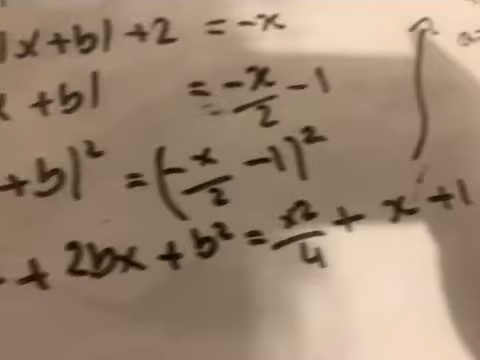 |x+b|+2 = -x
x +b| = -x/2 - 1
+b|² = (-x/2 - 1)²
+ 2bx + b² = x²/4 + x + 1